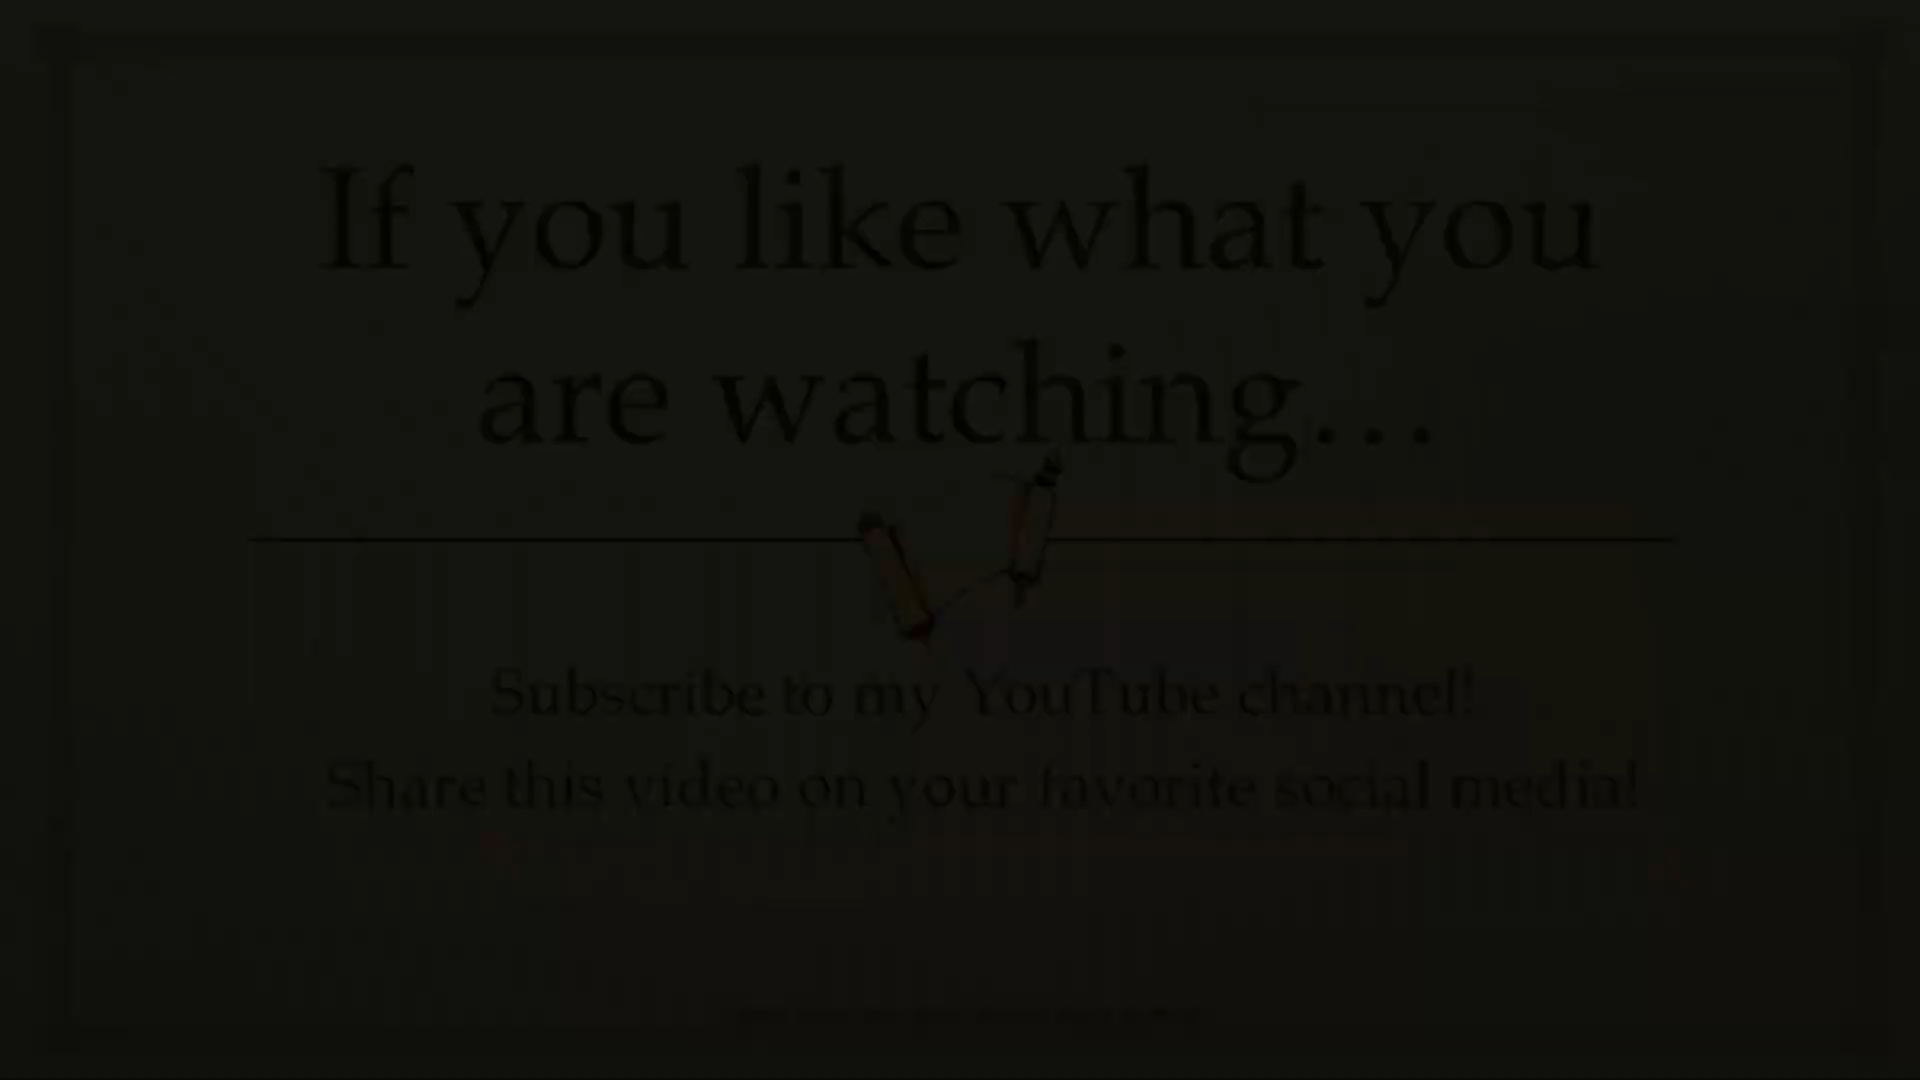 If you like what you
are watching…
Subscribe to my YouTube channel!
Share this video on your favorite social media!